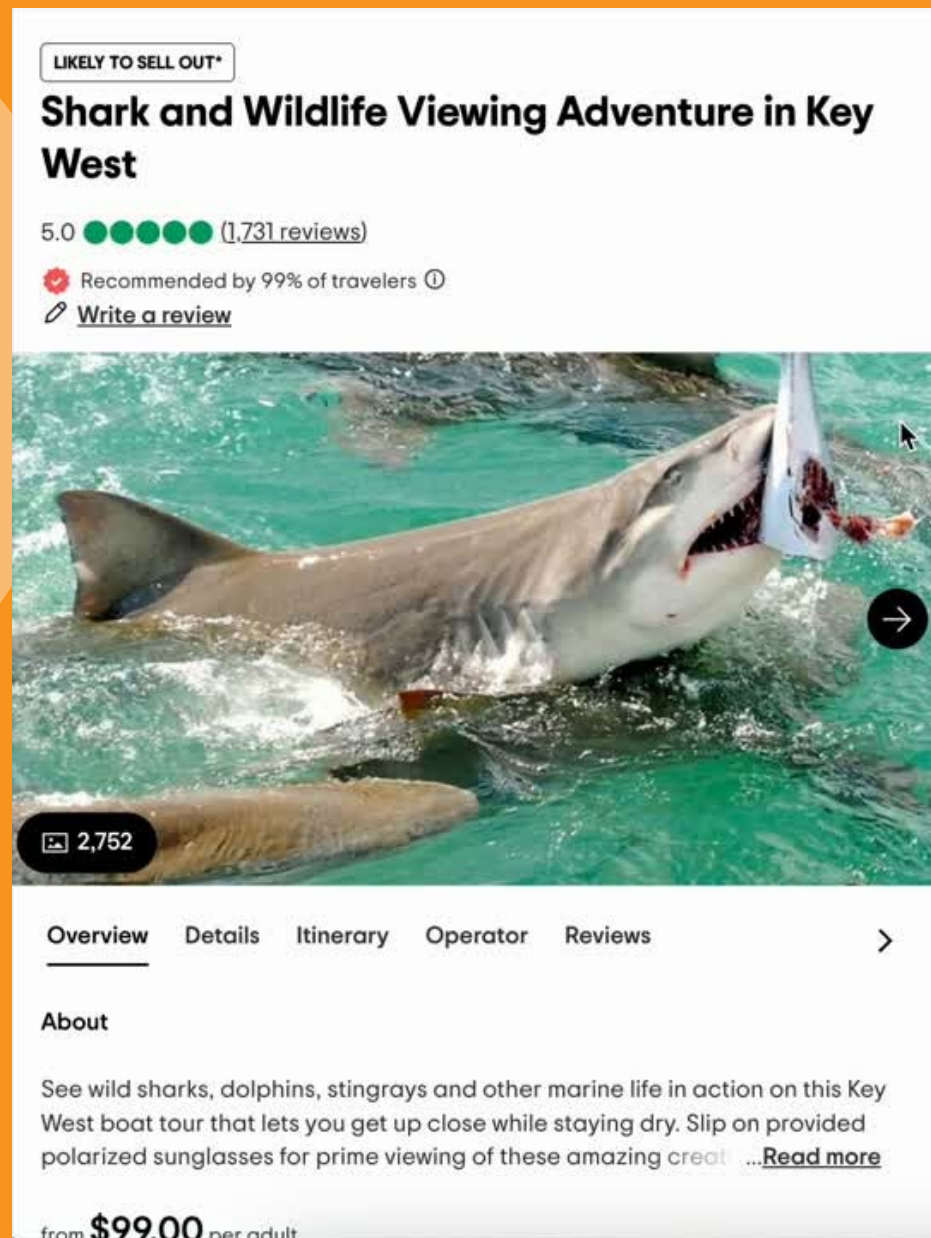 LIKELY TO SELL OUT*
Shark and Wildlife Viewing Adventure in Key
West
5.0 (1,731 reviews)
Recommended by 99% of travelers
Write a review
2,752
Overview Details Itinerary Operator Reviews
About
See wild sharks, dolphins, stingrays and other marine life in action on this Key
West boat tour that lets you get up close while staying dry. Slip on provided
polarized sunglasses for prime viewing of these amazing creat ...Read more
from $99.00 per adult